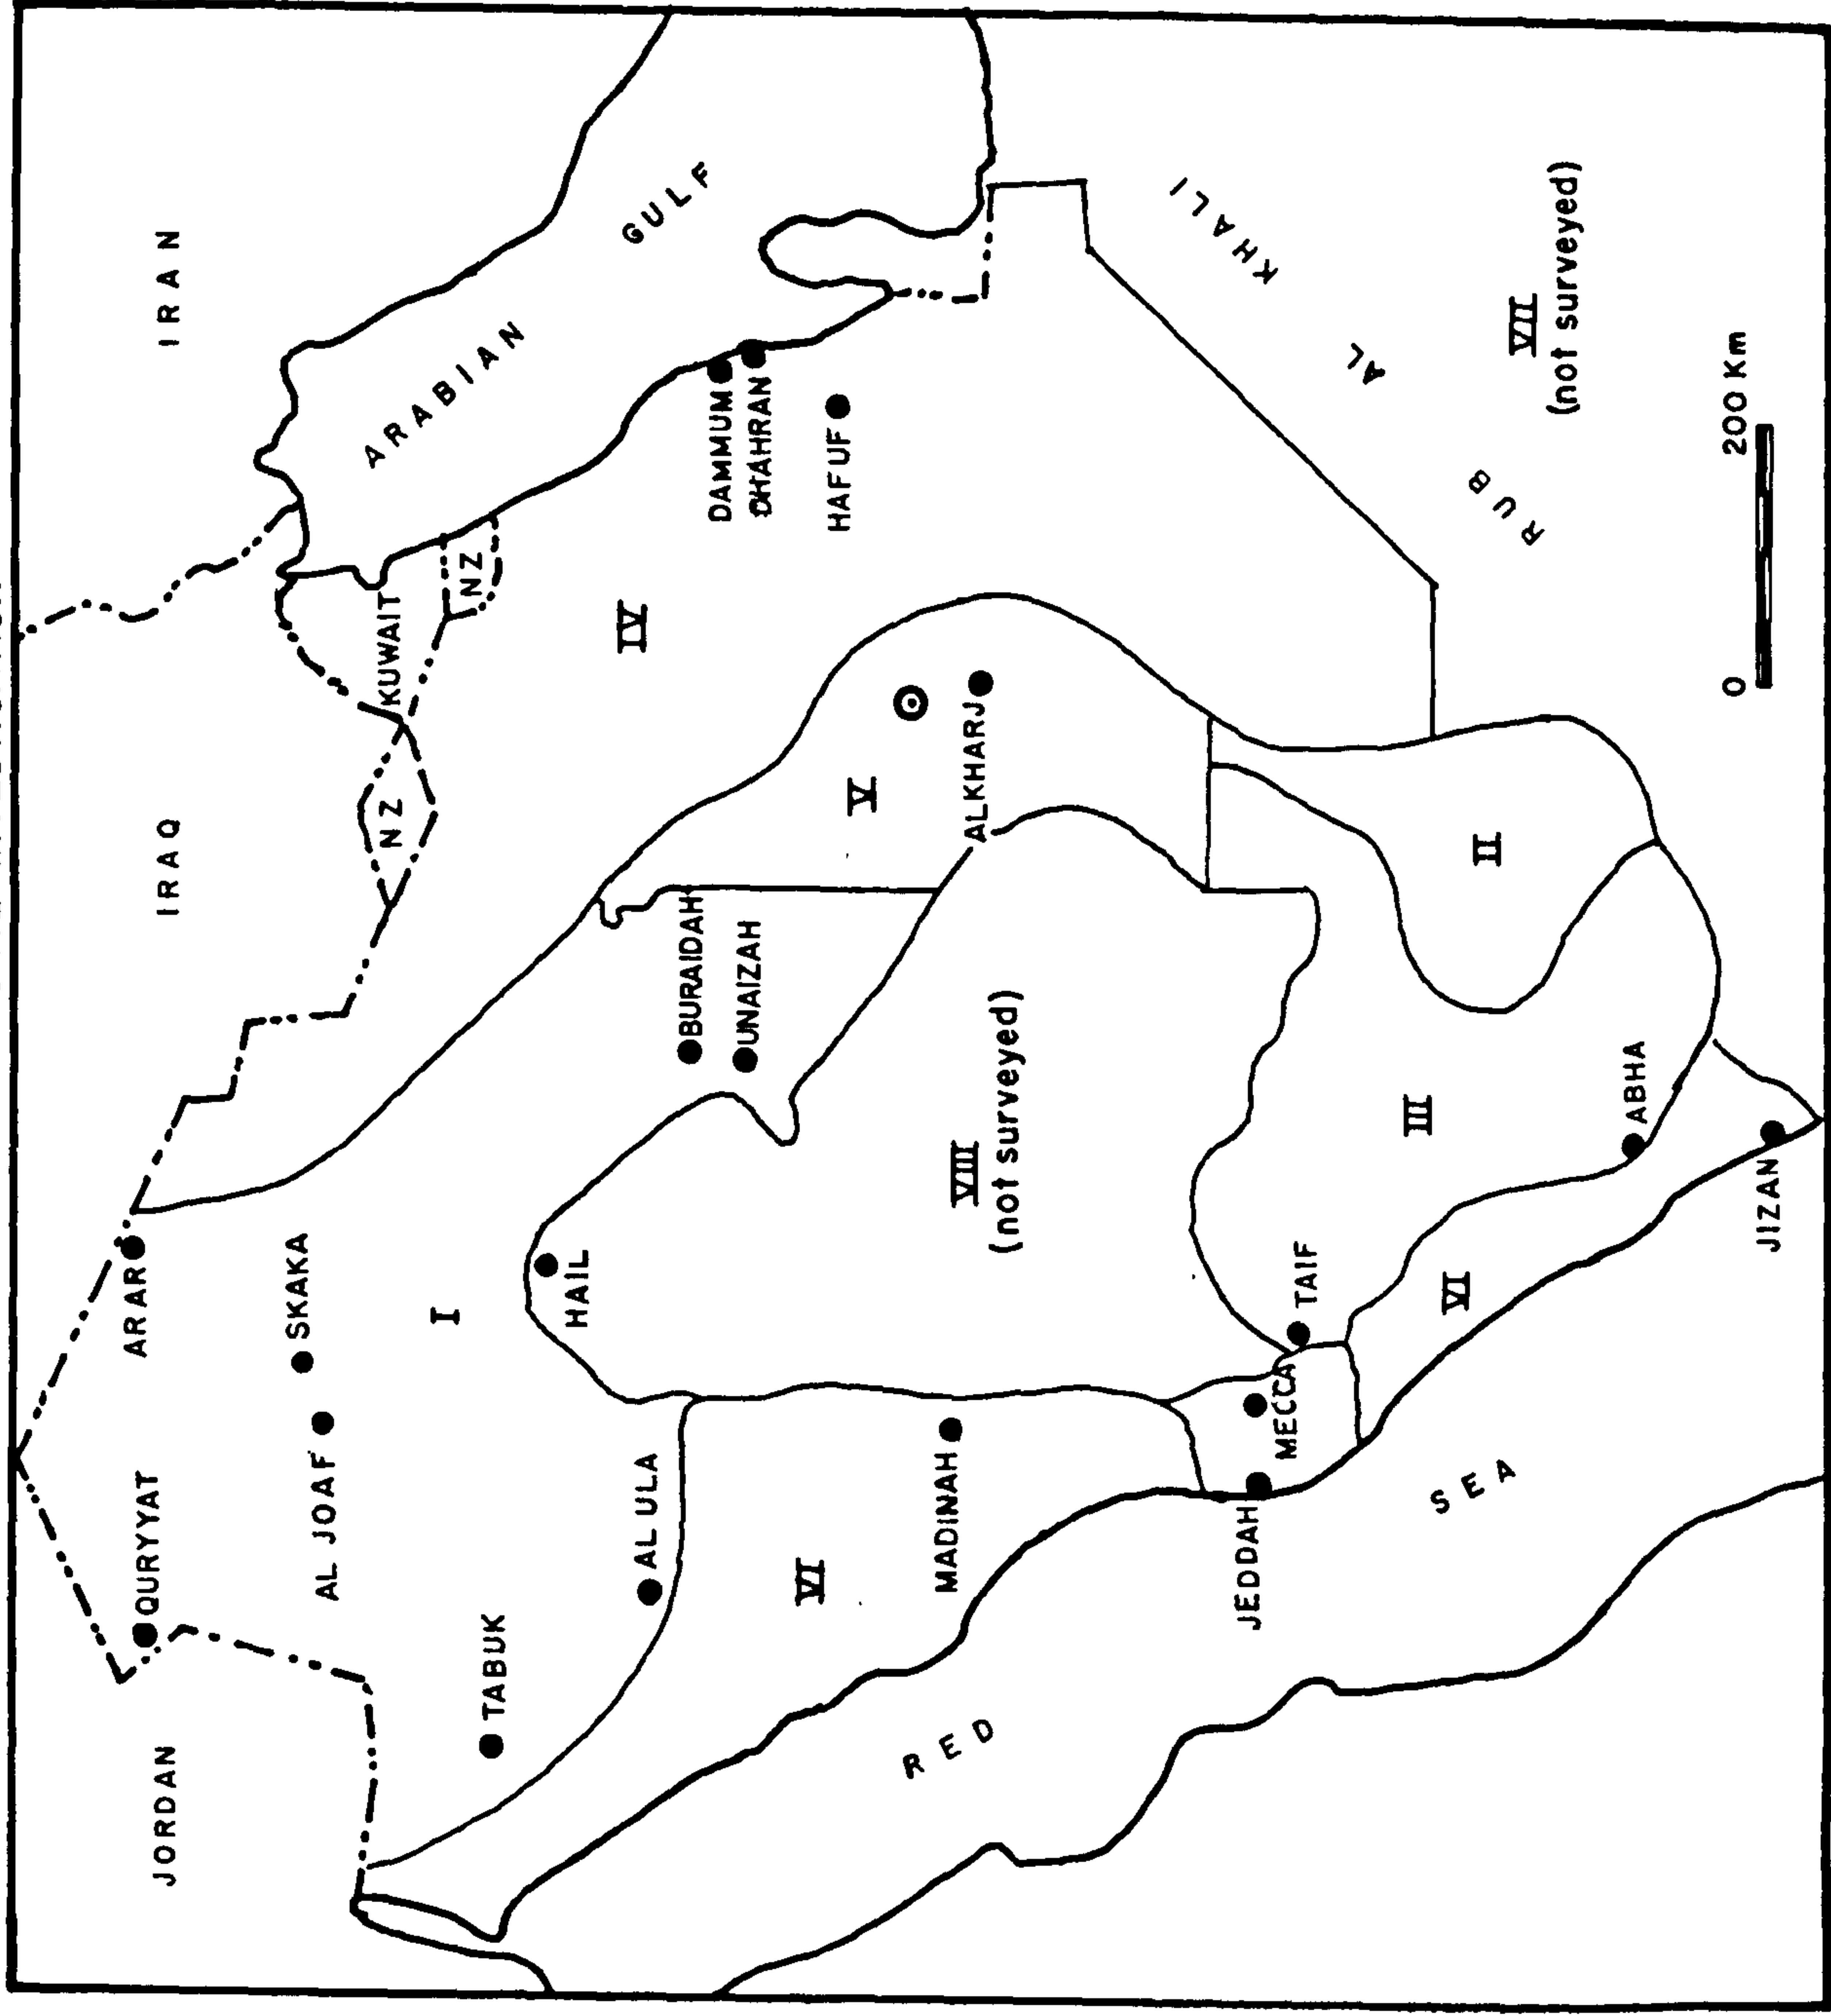 JORDAN
IRAQ
IRAN
QURYYAT
ARAR
SKAKA
AL JOAF
KUWAIT
NZ
NZ
ARABIAN
GULF
TABUK
I
HAIL
IV
AL ULA
BURAIDAH
UNAIZAH
DAMMUM
DHAHRAN
HAFUF
VI
V
MADINAH
VIII
(not surveyed)
ALKHARJ
RED
SEA
JEDDAH
MECCA
TAIF
III
II
VI
ABHA
JIZAN
RUB
AL
KHALI
VII
(not surveyed)
0 200Km